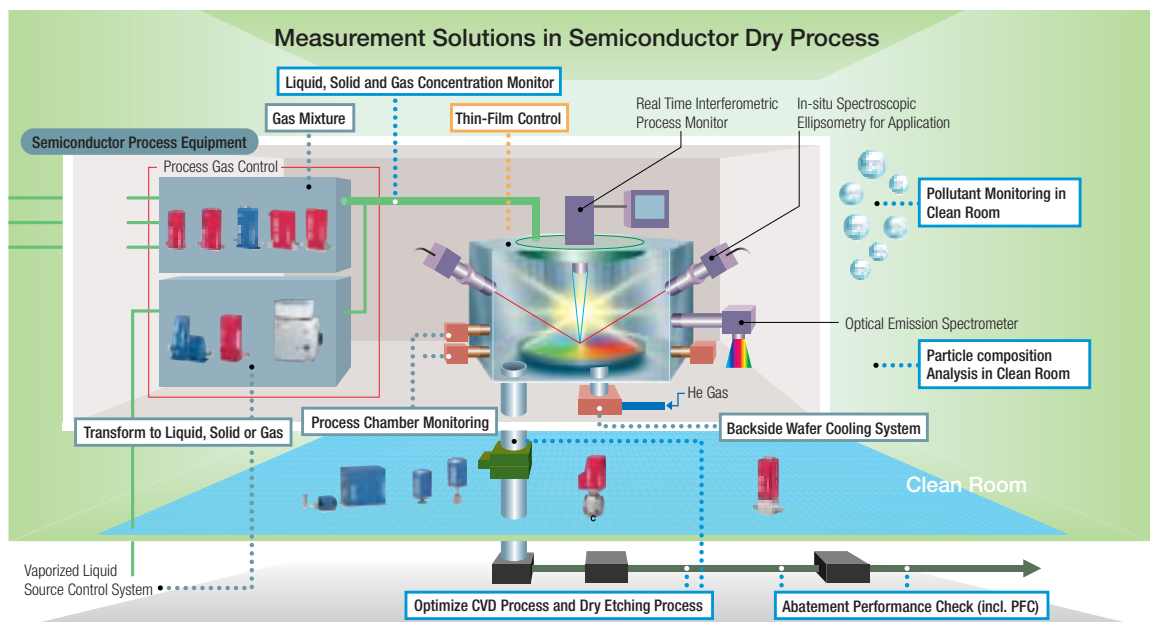 Measurement Solutions in Semiconductor Dry Process
Liquid, Solid and Gas Concentration Monitor
Gas Mixture
Thin-Film Control
Real Time Interferometric
Process Monitor
In-situ Spectroscopic
Ellipsometry for Application
Semiconductor Process Equipment
Process Gas Control
Pollutant Monitoring in
Clean Room
Optical Emission Spectrometer
Particle composition
Analysis in Clean Room
He Gas
Process Chamber Monitoring
Transform to Liquid, Solid or Gas
Backside Wafer Cooling System
Clean Room
c
Vaporized Liquid
Source Control System
Optimize CVD Process and Dry Etching Process
Abatement Performance Check (incl. PFC)